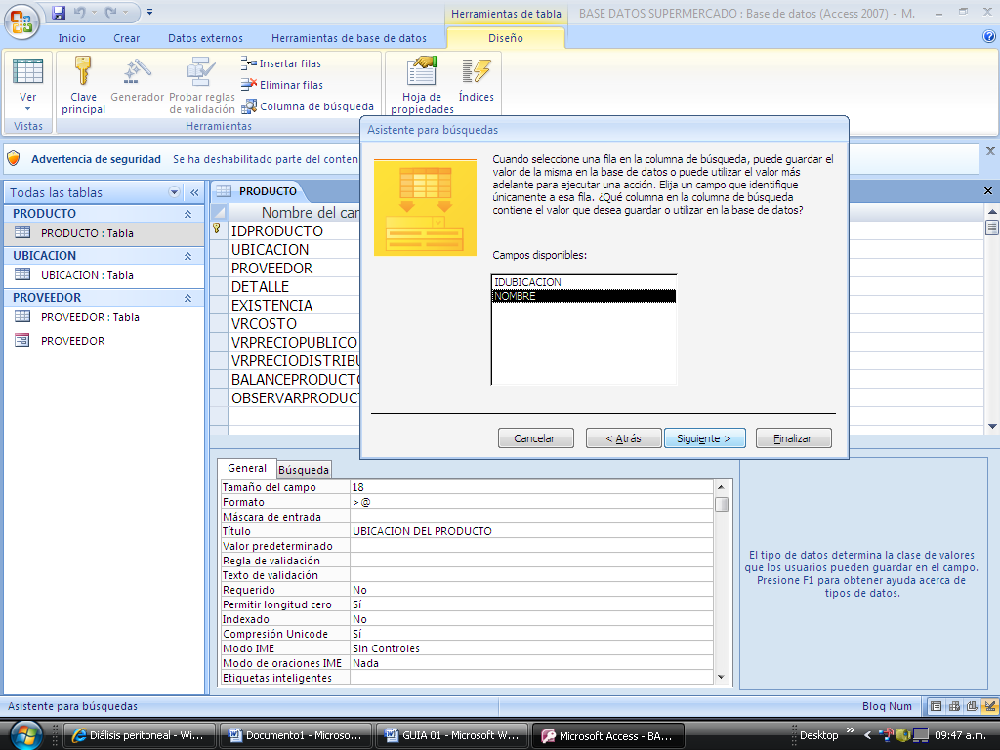 Herramientas de tabla
BASE DATOS SUPERMERCADO : Base de datos (Access 2007) - M.
Inicio
Crear
Datos externos
Herramientas de base de datos
Diseño
Ver
Vistas
Clave principal
Generador
Probar reglas de validación
Insertar filas
Eliminar filas
Columna de búsqueda
Herramientas
Hoja de propiedades
Índices
Advertencia de seguridad
Se ha deshabilitado parte del conten
Todas las tablas
«
PRODUCTO
PRODUCTO : Tabla
UBICACION
UBICACION : Tabla
PROVEEDOR
PROVEEDOR : Tabla
PROVEEDOR
PRODUCTO
Nombre del car
IDPRODUCTO
UBICACION
PROVEEDOR
DETALLE
EXISTENCIA
VRCOSTO
VRPRECIOPUBLICO
VRPRECIODISTRIBU
BALANCEPRODUCTO
OBSERVARPRODUCT
Asistente para búsquedas
Cuando seleccione una fila en la columna de búsqueda, puede guardar el
valor de la misma en la base de datos o puede utilizar el valor más
adelante para ejecutar una acción. Elija un campo que identifique
únicamente a esa fila. ¿Qué columna en la columna de búsqueda
contiene el valor que desea guardar o utilizar en la base de datos?
Campos disponibles:
IDUBICACION
NOMBRE
Cancelar
< Atrás
Siguiente >
Finalizar
General
Búsqueda
Tamaño del campo 18
Formato >@
Máscara de entrada
Título UBICACION DEL PRODUCTO
Valor predeterminado
Regla de validación
Texto de validación
Requerido No
Permitir longitud cero Sí
Indexado No
Compresión Unicode Sí
Modo IME Sin Controles
Modo de oraciones IME Nada
Etiquetas inteligentes
El tipo de datos determina la clase de valores
que los usuarios pueden guardar en el campo.
Presione F1 para obtener ayuda acerca de
tipos de datos.
Asistente para búsquedas
Bloq Num
Diálisis peritoneal - Wi...
Documento1 - Microso...
GUIA 01 - Microsoft W...
Microsoft Access - BA...
Desktop
»
<
09:47 a.m.